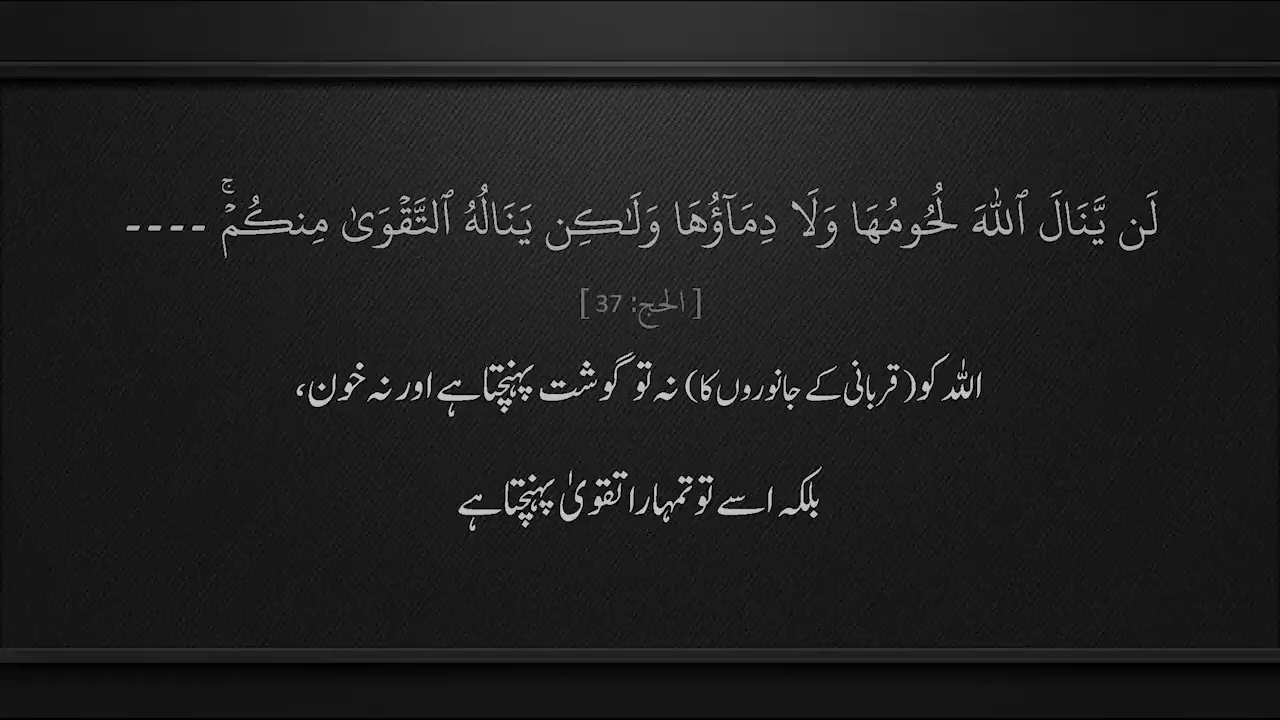 لَن يَّنَالَ ٱللَّهَ لُحُومُهَا وَلَا دِمَآؤُهَا وَلَـٰكِن يَنَالُهُ ٱلتَّقْوَىٰ مِنكُمْ ۚ ----
[الحج: 37]
اللہ کو (قربانی کے جانوروں کا) نہ تو گوشت پہنچتا ہے اور نہ خون،
بلکہ اسے تو تمہارا تقویٰ پہنچتا ہے